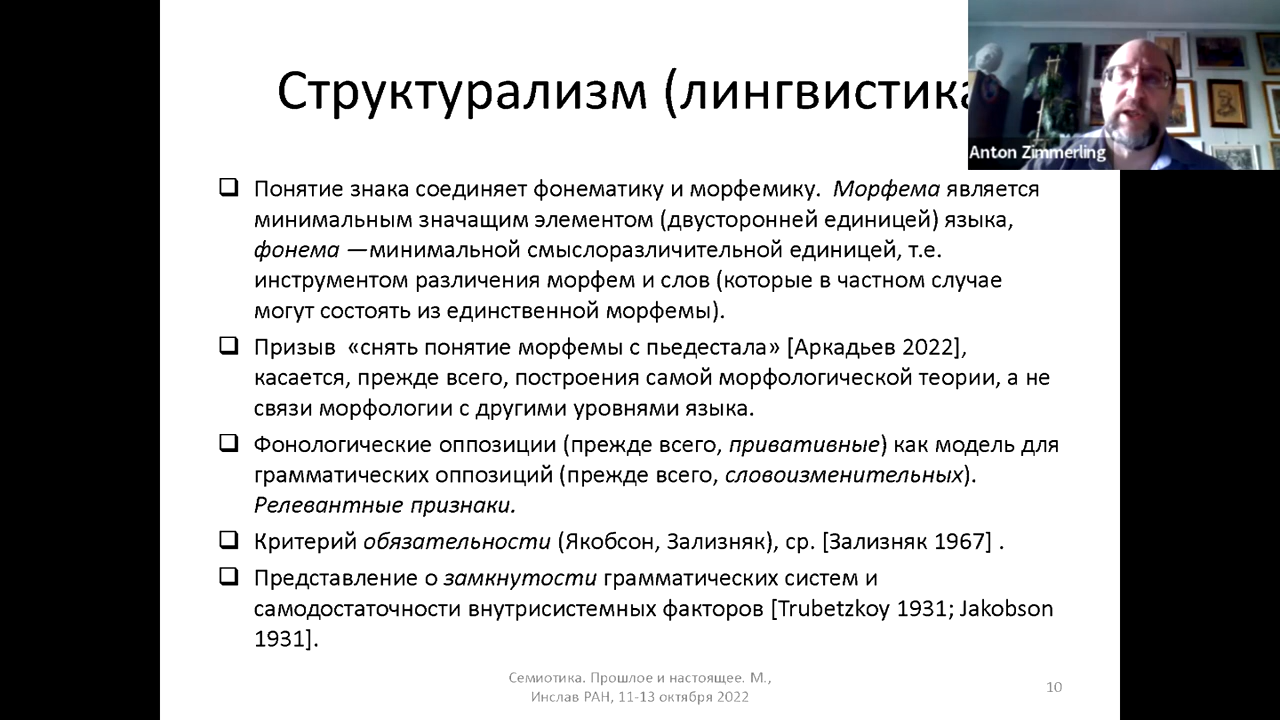 Структурализм (лингвистика
Anton Zimmerling
Понятие знака соединяет фонематику и морфемику. Морфема является
минимальным значащим элементом (двусторонней единицей) языка,
фонема —минимальной смыслоразличительной единицей, т.е.
инструментом различения морфем и слов (которые в частном случае
могут состоять из единственной морфемы).
Призыв «снять понятие морфемы с пьедестала» [Аркадьев 2022],
касается, прежде всего, построения самой морфологической теории, а не
связи морфологии с другими уровнями языка.
Фонологические оппозиции (прежде всего, привативные) как модель для
грамматических оппозиций (прежде всего, словоизменительных).
Релевантные признаки.
Критерий обязательности (Якобсон, Зализняк), ср. [Зализняк 1967] .
Представление о замкнутости грамматических систем и
самодостаточности внутрисистемных факторов [Trubetzkoy 1931; Jakobson
1931].
Семиотика. Прошлое и настоящее. М.,
Инслав РАН, 11-13 октября 2022
10